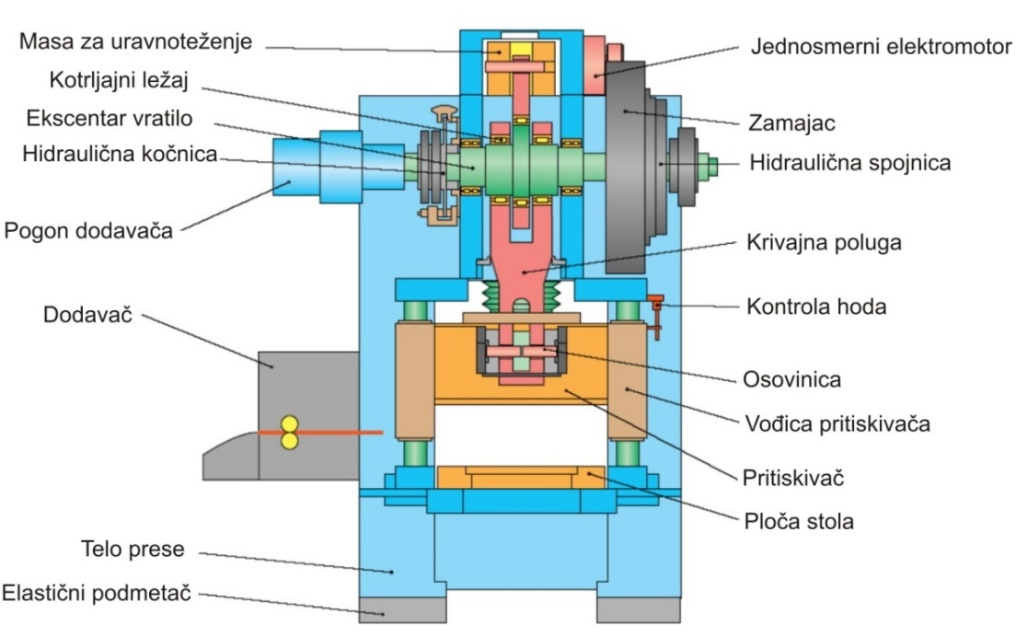 Masa za uravnoteženje
Kotrljajni ležaj
Ekscentar vratilo
Hidraulična kočnica
Pogon dodavača
Dodavač
Telo prese
Elastični podmetač
Jednosmerni elektromotor
Zamajac
Hidraulična spojnica
Krivajna poluga
Kontrola hoda
Osovinica
Vođica pritiskivača
Pritiskivač
Ploča stola